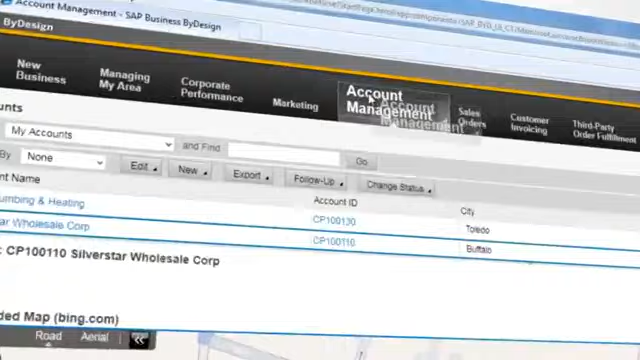 Account Management - SAP Business ByDesign
ByDesign
New Business
Managing My Area
Corporate Performance
Marketing
Account Management
Account Management
Sales Orders
Customer Invoicing
Third-Party Order Fulfillment
unts
My Accounts
and Find
Go
By
None
Edit
New
Export
Follow-Up
Change Status
nt Name
Account ID
City
umbing & Heating
CP100130
Toledo
ar Wholesale Corp
CP100110
Buffalo
: CP100110 Silverstar Wholesale Corp
ded Map (bing.com)
Road
Aerial